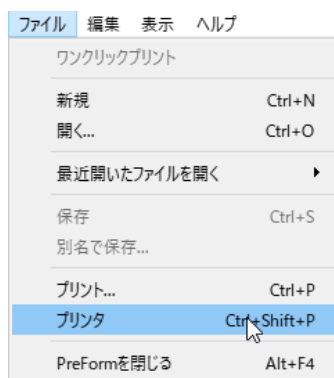 ファイル 編集 表示 ヘルプ
ワンクリックプリント
新規 Ctrl+N
開く... Ctrl+O
最近開いたファイルを開く
保存 Ctrl+S
別名で保存...
プリント... Ctrl+P
プリンタ Ctrl+Shift+P
PreFormを閉じる Alt+F4